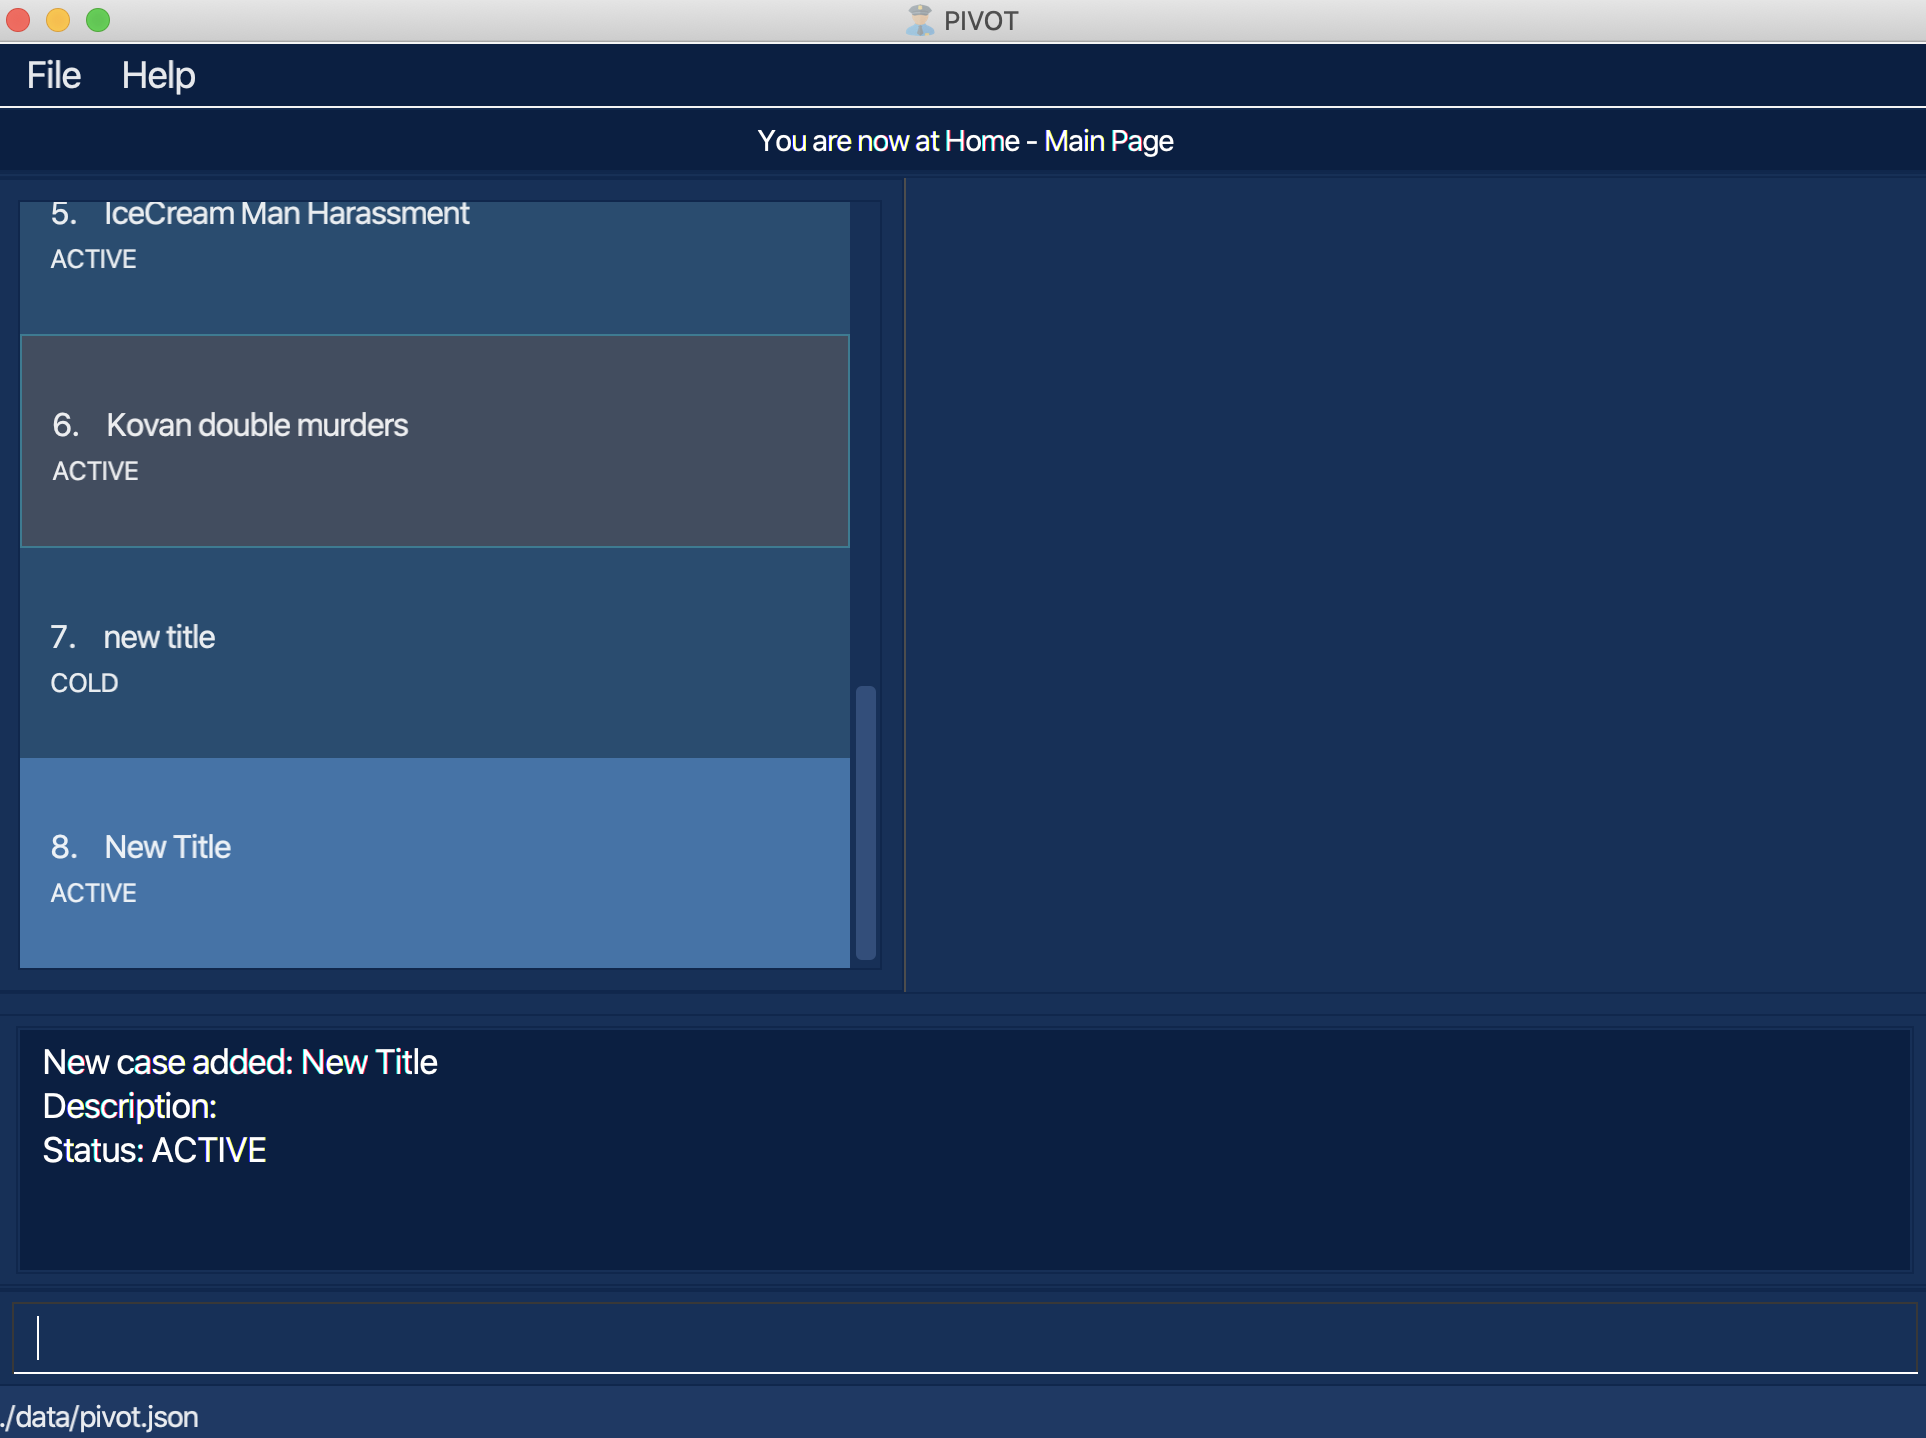 PIVOT
File Help
You are now at Home - Main Page
5. IceCream Man Harassment
ACTIVE
6. Kovan double murders
ACTIVE
7. new title
COLD
8. New Title
ACTIVE
New case added: New Title
Description:
Status: ACTIVE
./data/pivot.json